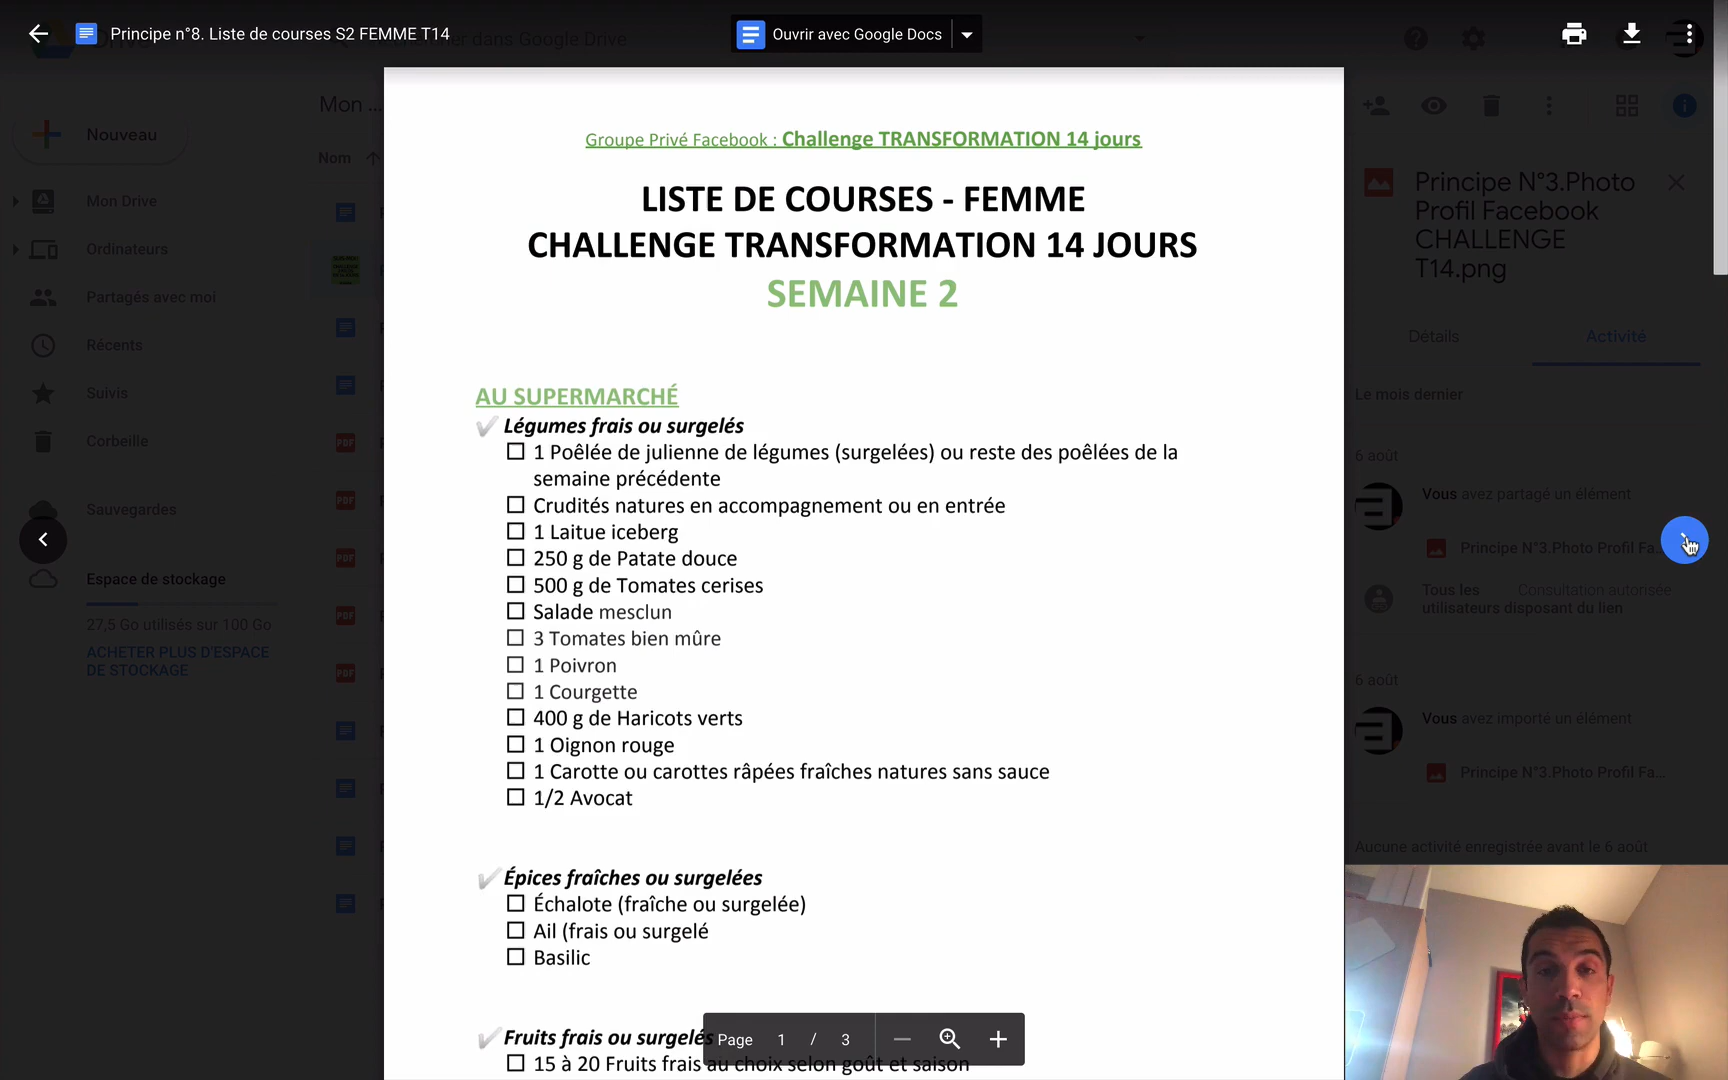 Principe n°8. Liste de courses S2 FEMME T14
dans Google Drive
Ouvrir avec Google Docs
Mon ...
Nouveau
Nom
Mon Drive
Ordinateurs
Partagés avec moi
Récents
Suivis
Corbeille
Sauvegardes
Espace de stockage
27,5 Go utilisés sur 100 Go
ACHETER PLUS D'ESPACE
DE STOCKAGE
PDF
PDF
PDF
PDF
PDF
Groupe Privé Facebook : Challenge TRANSFORMATION 14 jours
LISTE DE COURSES - FEMME
CHALLENGE TRANSFORMATION 14 JOURS
SEMAINE 2
AU SUPERMARCHÉ
Légumes frais ou surgelés
1 Poêlée de julienne de légumes (surgelées) ou reste des poêlées de la
semaine précédente
Crudités natures en accompagnement ou en entrée
1 Laitue iceberg
250 g de Patate douce
500 g de Tomates cerises
Salade mesclun
3 Tomates bien mûre
1 Poivron
1 Courgette
400 g de Haricots verts
1 Oignon rouge
1 Carotte ou carottes râpées fraîches natures sans sauce
1/2 Avocat
Épices fraîches ou surgelées
Échalote (fraîche ou surgelée)
Ail (frais ou surgelé
Basilic
Fruits frais ou surgelés
15 à 20 Fruits frais au choix selon goût et saison
Page 1 / 3
Principe N°3.Photo
Profil Facebook
CHALLENGE
T14.png
Détails
Activité
Le mois dernier
6 août
Vous avez partagé un élément
Principe N°3.Photo Profil Fa...
Tous les
utilisateurs disposant du lien
Consultation autorisée
6 août
Vous avez importé un élément
Principe N°3.Photo Profil Fa...
Aucune activité enregistrée avant le 6 août